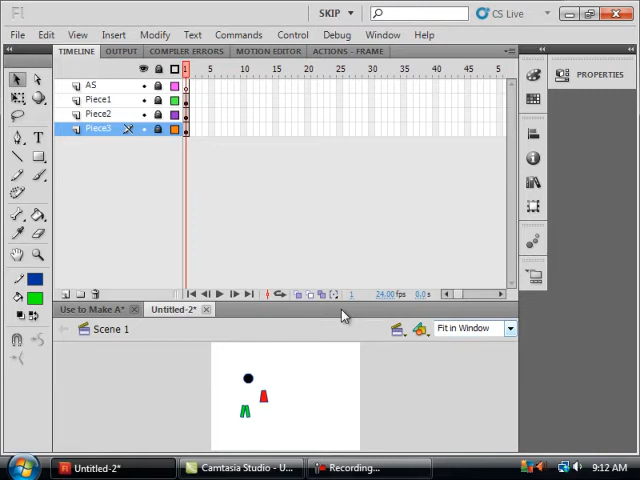 Fl
SKIP
CS Live
File Edit View Insert Modify Text Commands Control Debug Window Help
TIMELINE OUTPUT COMPILER ERRORS MOTION EDITOR ACTIONS - FRAME
PROPERTIES
1 5 10 15 20 25 30 35 40 45 5
AS
Piece1
Piece2
Piece3
1 24.00 fps 0.0 s
Use to Make A* Untitled-2*
Scene 1 Fit in Window
Untitled-2* Camtasia Studio - U... Recording... 9:12 AM